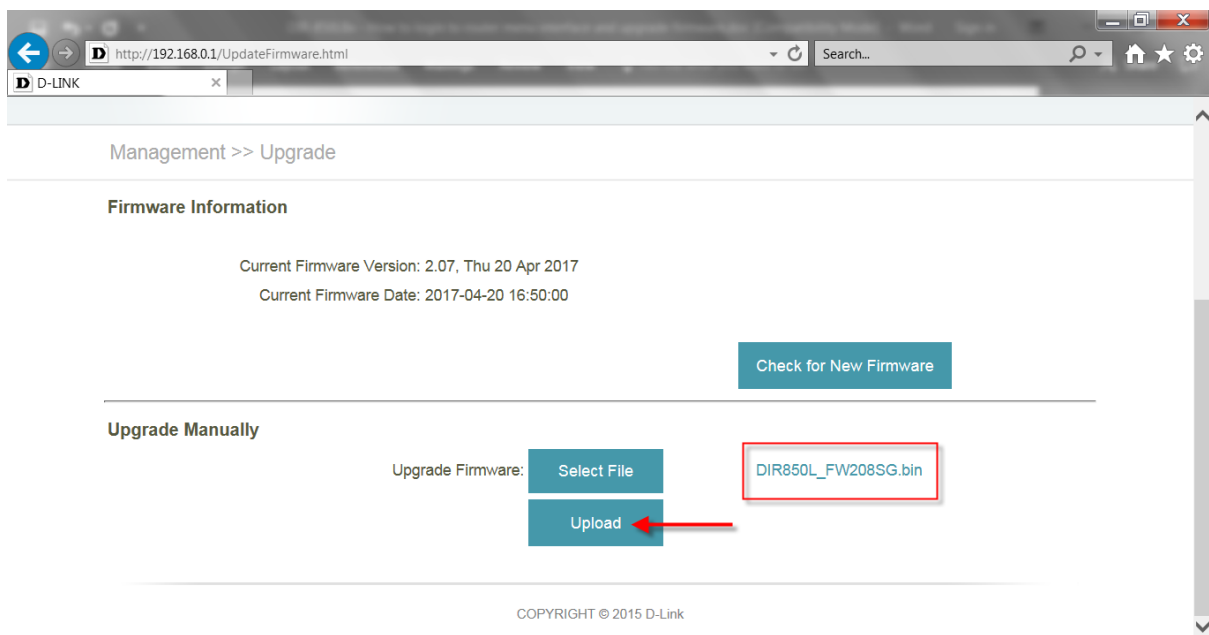 http://192.168.0.1/UpdateFirmware.html
Search...
D-LINK
Management >> Upgrade
Firmware Information
Current Firmware Version: 2.07, Thu 20 Apr 2017
Current Firmware Date: 2017-04-20 16:50:00
Check for New Firmware
Upgrade Manually
Upgrade Firmware: Select File DIR850L_FW208SG.bin
Upload
COPYRIGHT © 2015 D-Link